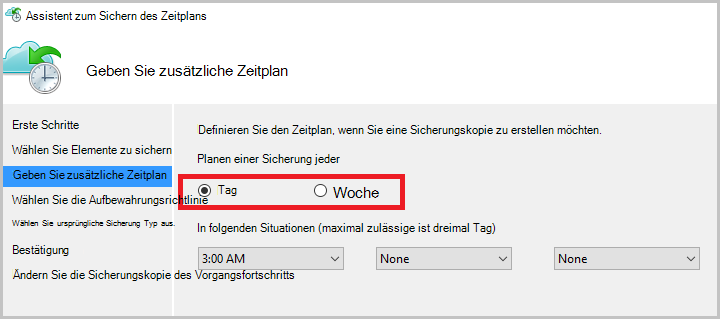 Assistent zum Sichern des Zeitplans
Geben Sie zusätzliche Zeitplan
Erste Schritte
Wählen Sie Elemente zu sichern
Geben Sie zusätzliche Zeitplan
Wählen Sie die Aufbewahrungsrichtlinie
Wählen Sie ursprüngliche Sicherung Typ aus.
Bestätigung
Ändern Sie die Sicherungskopie des Vorgangsfortschritts
Definieren Sie den Zeitplan, wenn Sie eine Sicherungskopie zu erstellen möchten.
Planen einer Sicherung jeder
Tag Woche
In folgenden Situationen (maximal zulässige ist dreimal Tag)
3:00 AM None None